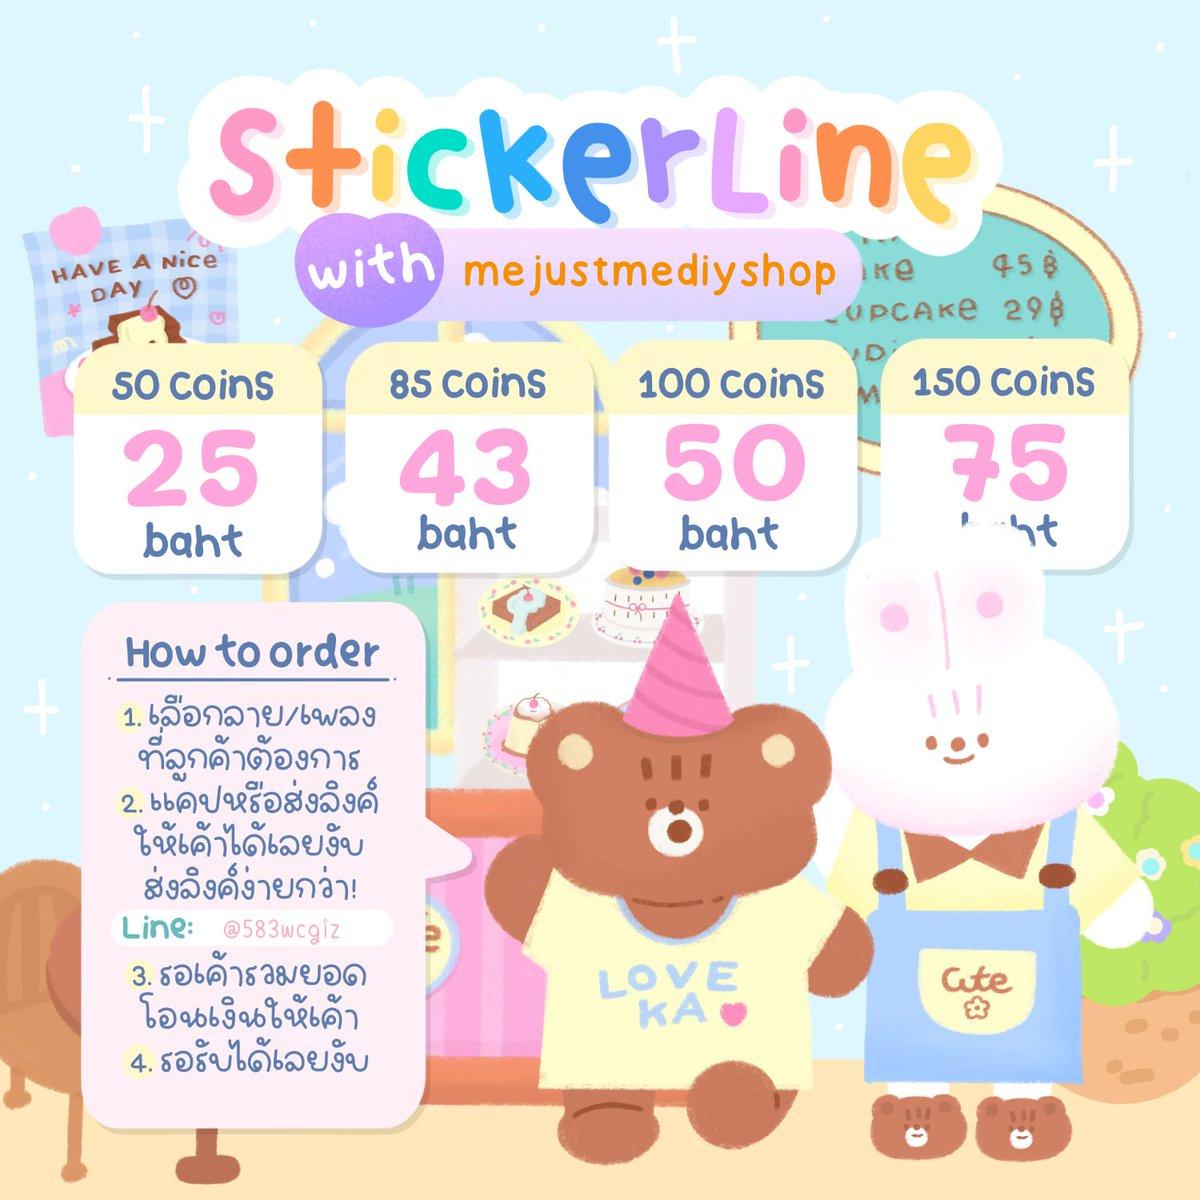 StickerLine
with mejustmediyshop
HAVE A Nice
DAY
45฿
CUPCAKE 29฿
50 coins
25
baht
85 coins
43
baht
100 coins
50
baht
150 coins
75
baht
How to order
1. เลือกลาย/เพลง
ที่ลูกค้าต้องการ
2. แคปหรือส่งลิงค์
ให้เค้าได้เลยงับ
ส่งลิงค์ง่ายกว่า!
Line: @583wcgiz
3. รอเค้ารวมยอด
โอนเงินให้เค้า
4. รอรับได้เลยงับ
LOVE
KA
Cute